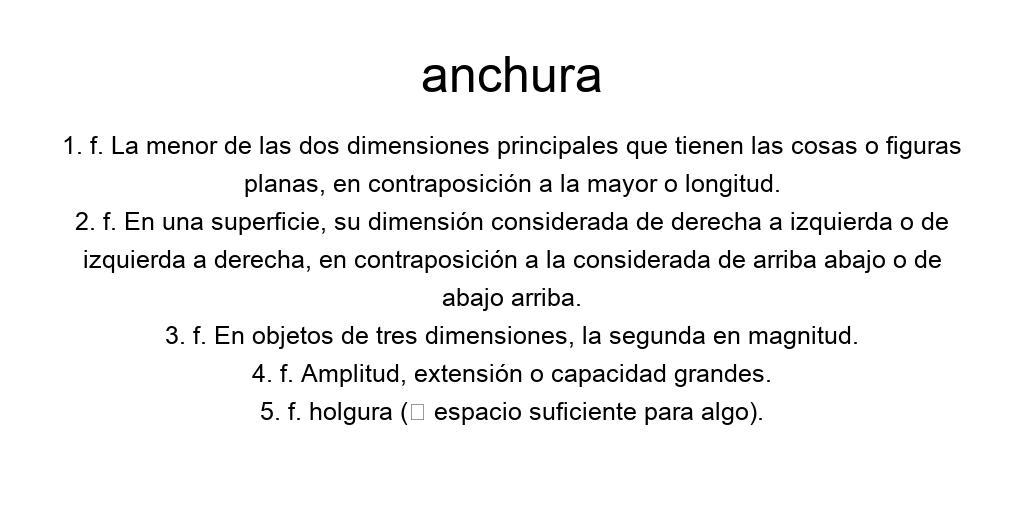 anchura
1. f. La menor de las dos dimensiones principales que tienen las cosas o figuras
planas, en contraposición a la mayor o longitud.
2. f. En una superficie, su dimensión considerada de derecha a izquierda o de
izquierda a derecha, en contraposición a la considerada de arriba abajo o de
abajo arriba.
3. f. En objetos de tres dimensiones, la segunda en magnitud.
4. f. Amplitud, extensión o capacidad grandes.
5. f. holgura (▯ espacio suficiente para algo).